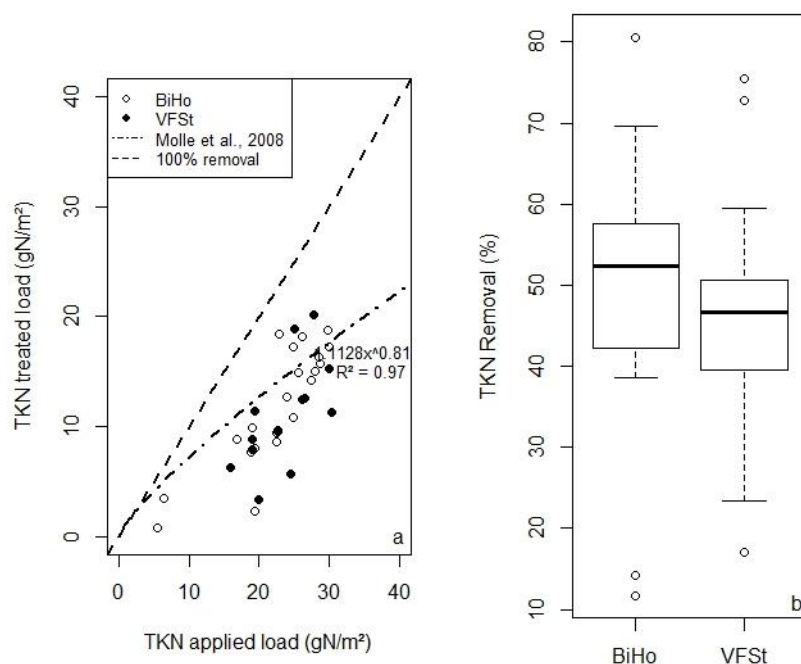 BiHo
VFSt
Molle et al., 2008
100% removal
40
30
20
10
0
TKN treated load (gN/m²)
1128x^0.81
R² = 0.97
a
0 10 20 30 40
TKN applied load (gN/m²)
80
70
60
50
40
30
20
10
TKN Removal (%)
b
BiHo VFSt